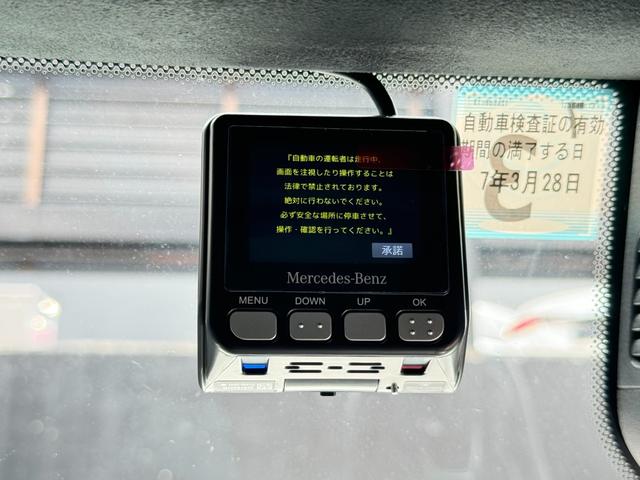 『自動車の運転者は走行中、
画面を注視したり操作することは
法律で禁止されております。
絶対に行わないでください。
必ず安全な場所に停車させて、
操作・確認を行ってください。』
承諾
Mercedes-Benz
MENU DOWN UP OK
自動車検査証の有効
期間の満了する日
7年3月28日
3